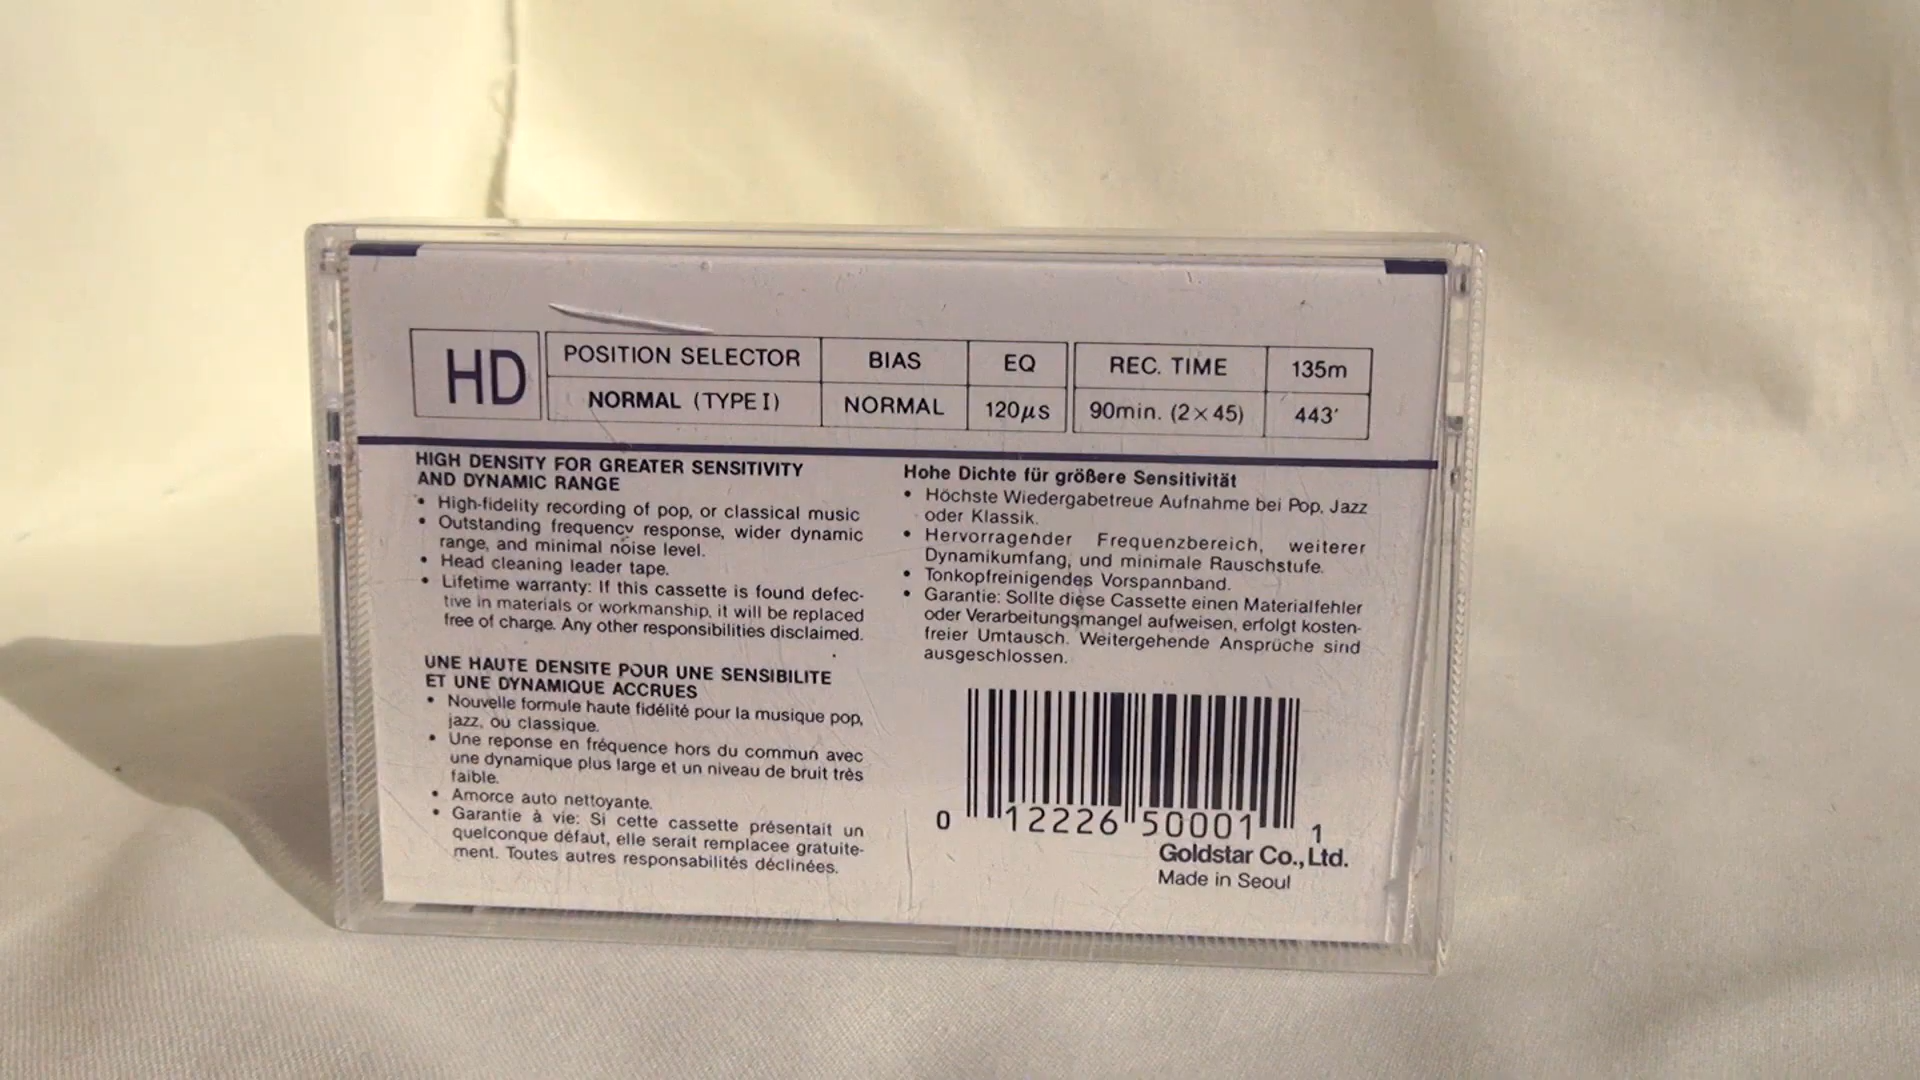 HD
POSITION SELECTOR BIAS EQ REC. TIME 135m
NORMAL (TYPE I) NORMAL 120µs 90min. (2×45) 443'
HIGH DENSITY FOR GREATER SENSITIVITY
AND DYNAMIC RANGE
• High-fidelity recording of pop, or classical music
• Outstanding frequency response, wider dynamic
range, and minimal noise level.
• Head cleaning leader tape.
• Lifetime warranty: If this cassette is found defec-
tive in materials or workmanship, it will be replaced
free of charge. Any other responsibilities disclaimed.
UNE HAUTE DENSITE POUR UNE SENSIBILITE
ET UNE DYNAMIQUE ACCRUES
• Nouvelle formule haute fidélité pour la musique pop,
jazz, ou classique.
• Une reponse en fréquence hors du commun avec
une dynamique plus large et un niveau de bruit très
faible.
• Amorce auto nettoyante.
• Garantie à vie: Si cette cassette présentait un
quelconque défaut, elle serait remplacee gratuite-
ment. Toutes autres responsabilités déclinées.
Hohe Dichte für größere Sensitivität
• Höchste Wiedergabetreue Aufnahme bei Pop, Jazz
oder Klassik.
• Hervorragender Frequenzbereich, weiterer
Dynamikumfang, und minimale Rauschstufe.
• Tonkopfreinigendes Vorspannband.
• Garantie: Sollte diese Cassette einen Materialfehler
oder Verarbeitungsmangel aufweisen, erfolgt kosten-
freier Umtausch. Weitergehende Ansprüche sind
ausgeschlossen.
0 12226 50001 1
Goldstar Co., Ltd.
Made in Seoul